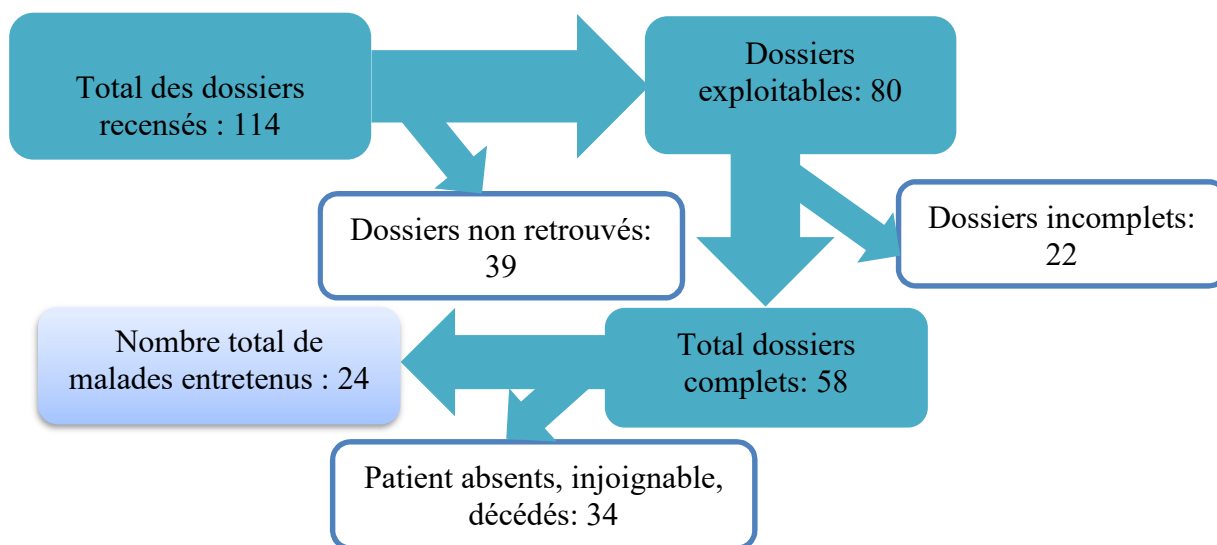 Total des dossiers
recensés : 114
Dossiers
exploitables: 80
Dossiers non retrouvés:
39
Dossiers incomplets:
22
Total dossiers
complets: 58
Nombre total de
malades entretenus : 24
Patient absents, injoignable,
décédés: 34